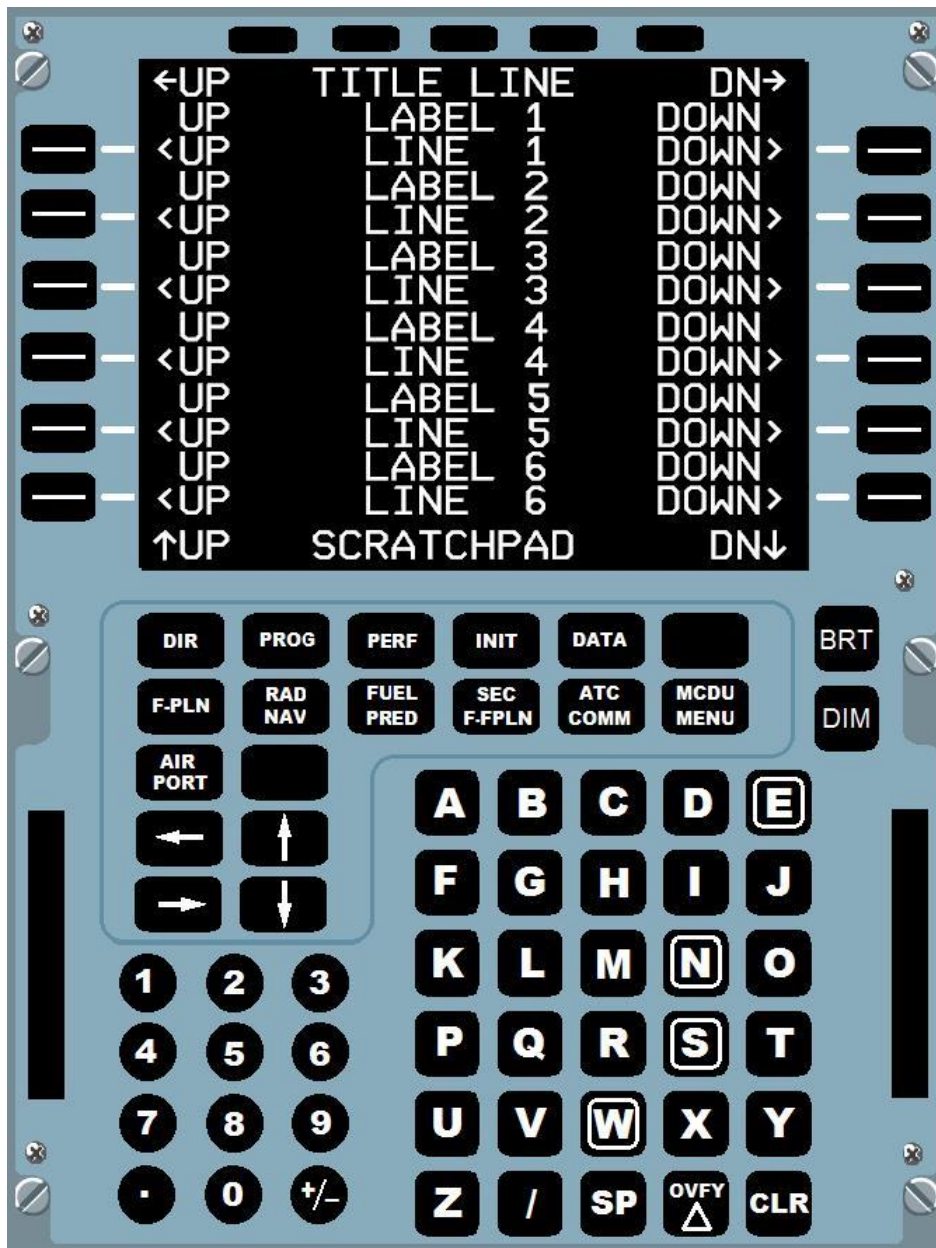 ←UP TITLE LINE DN→
UP LABEL 1 DOWN
<UP LINE 1 DOWN>
UP LABEL 2 DOWN
<UP LINE 2 DOWN>
UP LABEL 3 DOWN
<UP LINE 3 DOWN>
UP LABEL 4 DOWN
<UP LINE 4 DOWN>
UP LABEL 5 DOWN
<UP LINE 5 DOWN>
UP LABEL 6 DOWN
<UP LINE 6 DOWN>
↑UP SCRATCHPAD DN↓
DIR PROG PERF INIT DATA BRT
F-PLN RAD NAV FUEL PRED SEC F-FPLN ATC COMM MCDU MENU DIM
AIR PORT
← ↑
→ ↓
A B C D E
F G H I J
K L M N O
P Q R S T
U V W X Y
Z / SP OVFY △ CLR
1 2 3
4 5 6
7 8 9
. 0 +/−